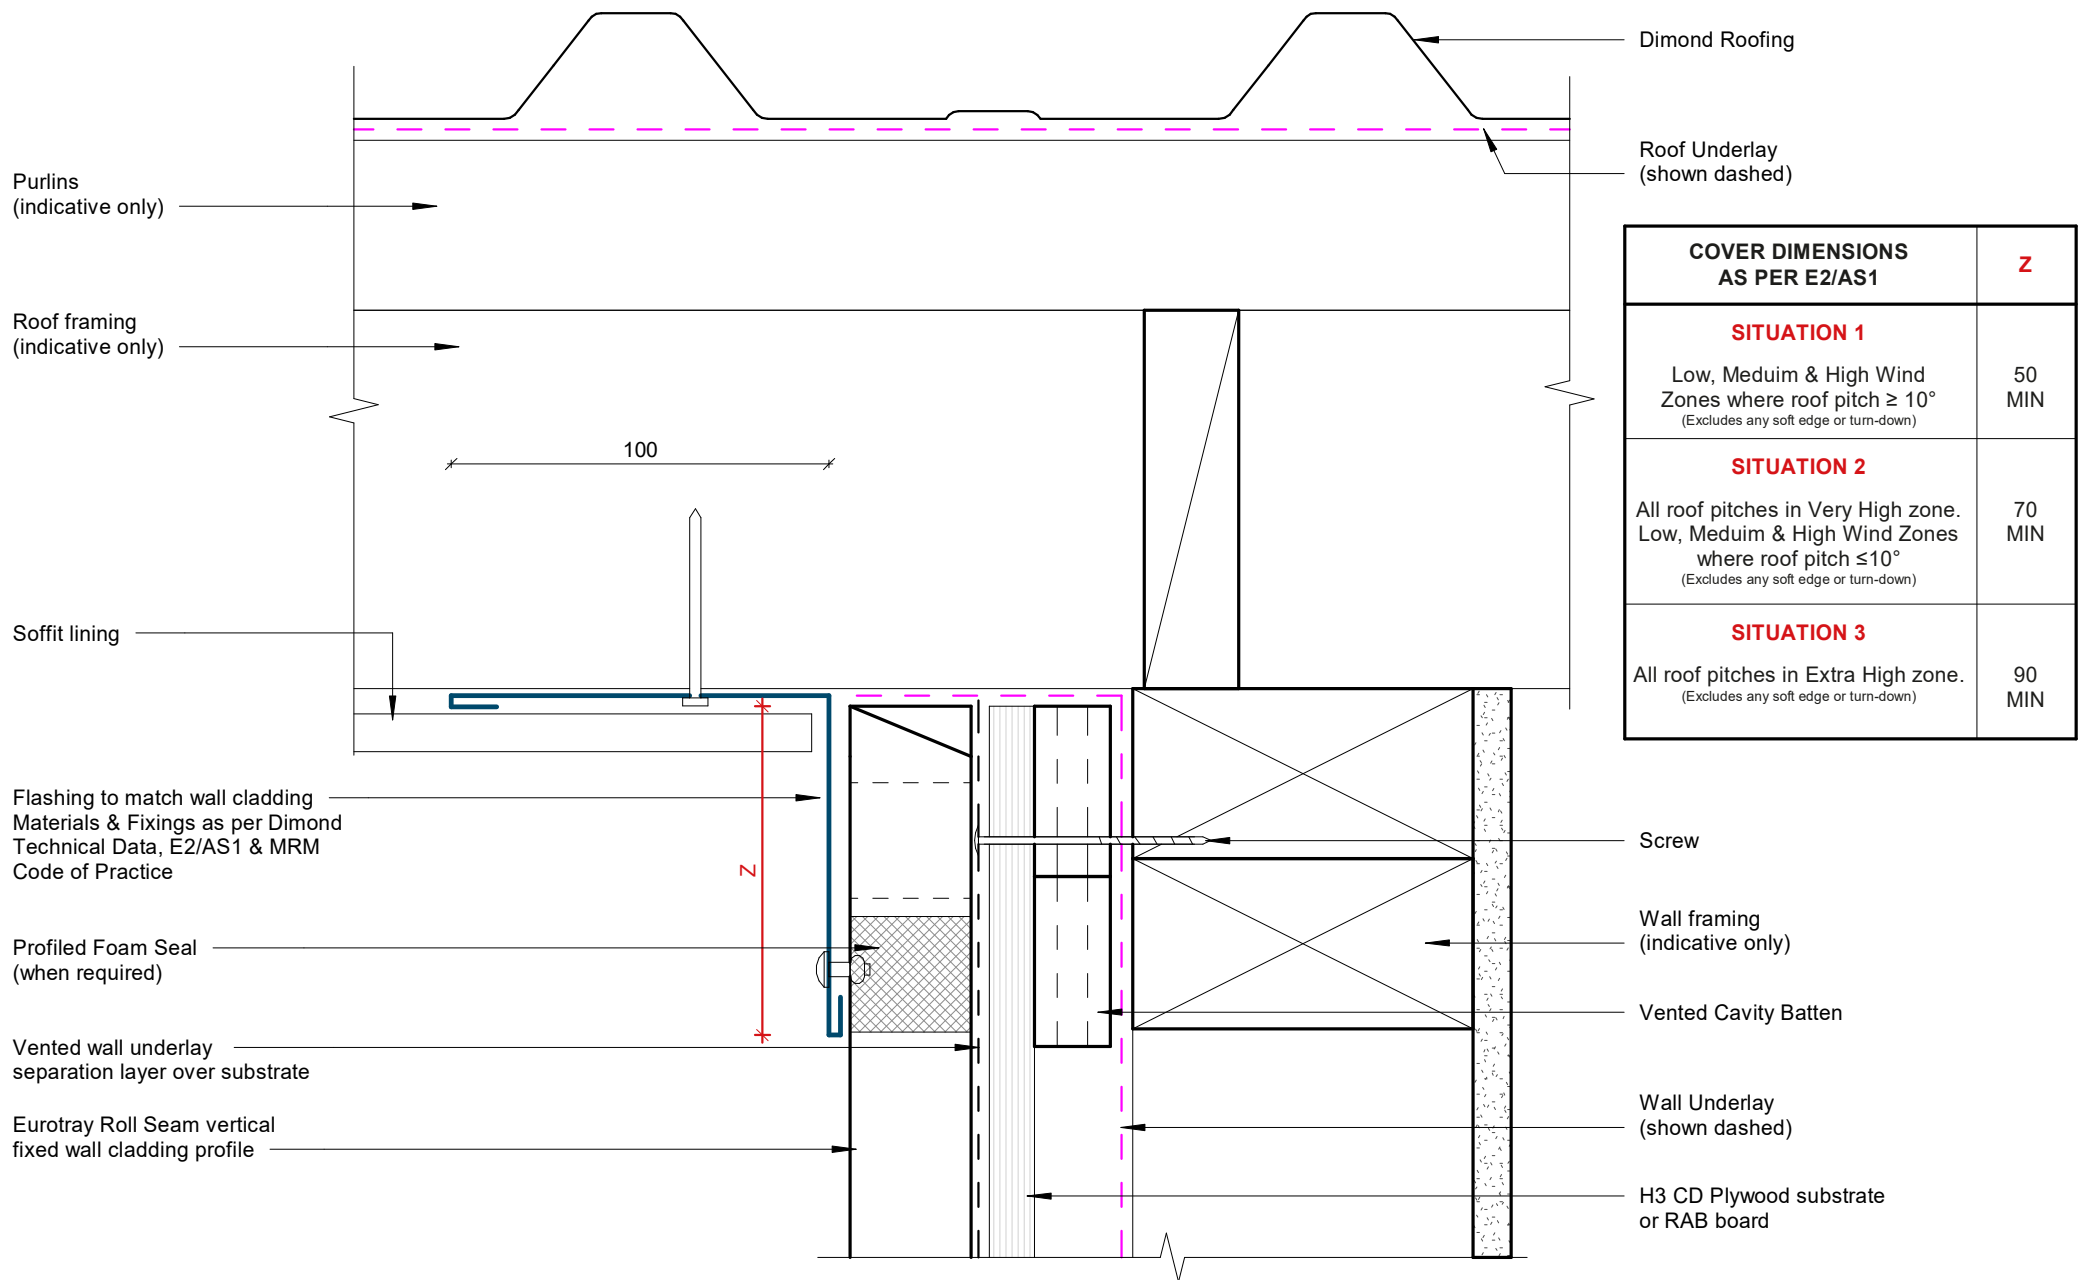 Dimond Roofing
Roof Underlay
(shown dashed)
Purlins
(indicative only)
Roof framing
(indicative only)
100
Soffit lining
Flashing to match wall cladding
Materials & Fixings as per Dimond
Technical Data, E2/AS1 & MRM
Code of Practice
Z
Profiled Foam Seal
(when required)
Vented wall underlay
separation layer over substrate
Eurotray Roll Seam vertical
fixed wall cladding profile
COVER DIMENSIONS
AS PER E2/AS1
Z
SITUATION 1
Low, Meduim & High Wind
Zones where roof pitch ≥ 10°
(Excludes any soft edge or turn-down)
50
MIN
SITUATION 2
All roof pitches in Very High zone.
Low, Meduim & High Wind Zones
where roof pitch ≤10°
(Excludes any soft edge or turn-down)
70
MIN
SITUATION 3
All roof pitches in Extra High zone.
(Excludes any soft edge or turn-down)
90
MIN
Screw
Wall framing
(indicative only)
Vented Cavity Batten
Wall Underlay
(shown dashed)
H3 CD Plywood substrate
or RAB board